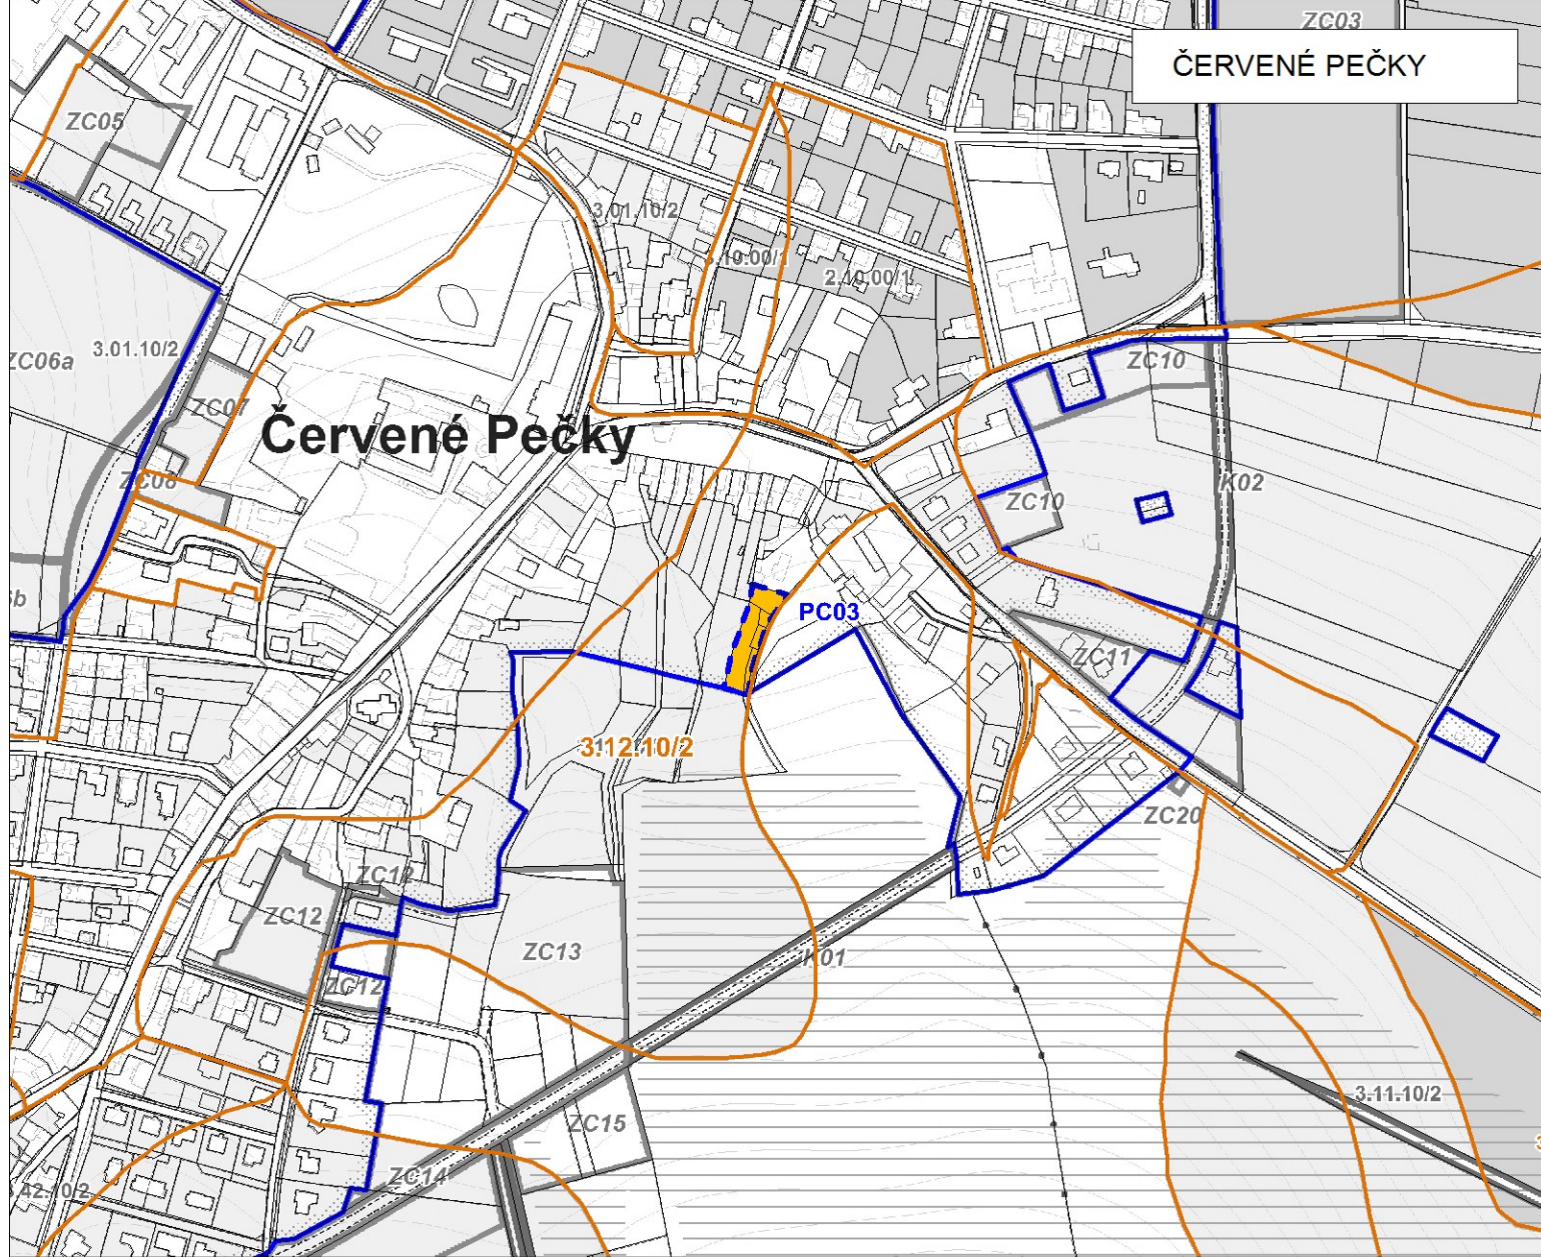 ZC03
ČERVENÉ PEČKY
ZC05
3.01.10/2
3.10.00/1
2.10.00/1
3.01.10/2
ZC06a
ZC10
ZC07
Červené Pečky
ZC08
K02
ZC10
PC03
ZC11
3.12.10/2
ZC20
ZC12
ZC12
ZC13
K01
ZC12
3.11.10/2
ZC15
ZC14